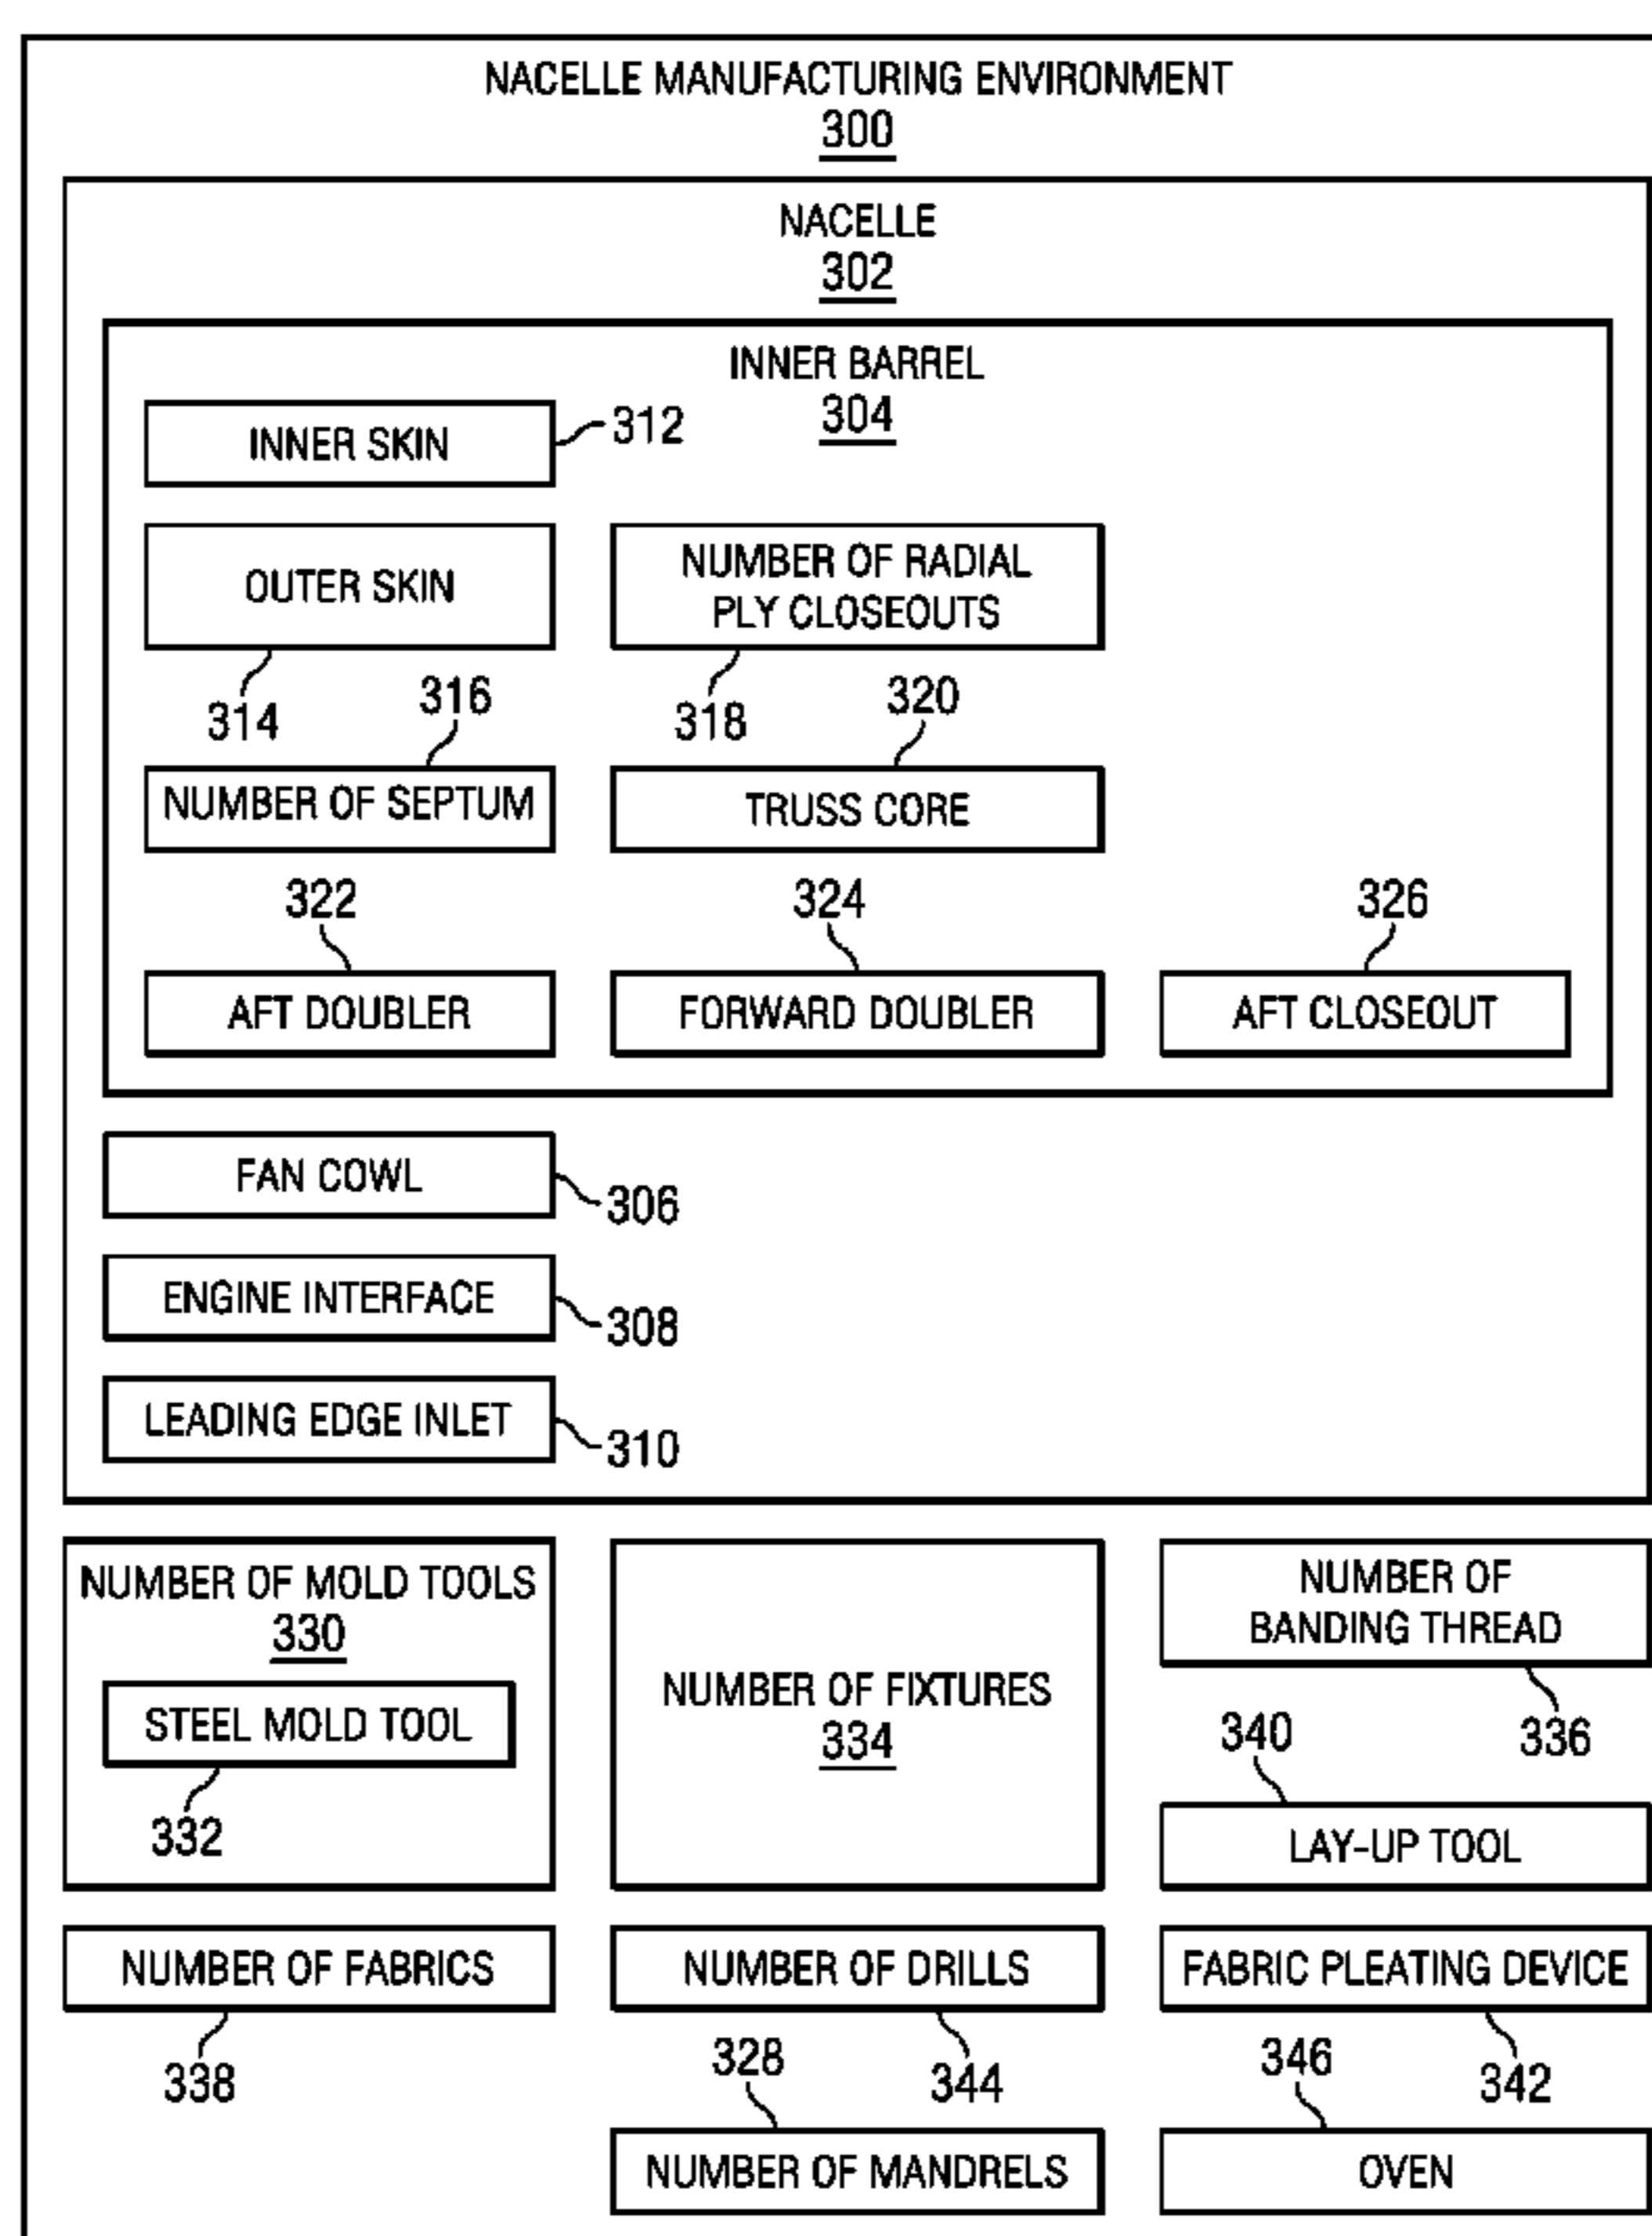 NACELLE MANUFACTURING ENVIRONMENT
300
NACELLE
302
INNER BARREL
304
INNER SKIN
312
OUTER SKIN
314
NUMBER OF RADIAL
PLY CLOSEOUTS
318
316
NUMBER OF SEPTUM
320
TRUSS CORE
322
AFT DOUBLER
324
FORWARD DOUBLER
326
AFT CLOSEOUT
FAN COWL
306
ENGINE INTERFACE
308
LEADING EDGE INLET
310
NUMBER OF MOLD TOOLS
330
STEEL MOLD TOOL
332
NUMBER OF FIXTURES
334
NUMBER OF
BANDING THREAD
336
340
LAY-UP TOOL
NUMBER OF FABRICS
338
NUMBER OF DRILLS
344
FABRIC PLEATING DEVICE
342
328
NUMBER OF MANDRELS
346
OVEN